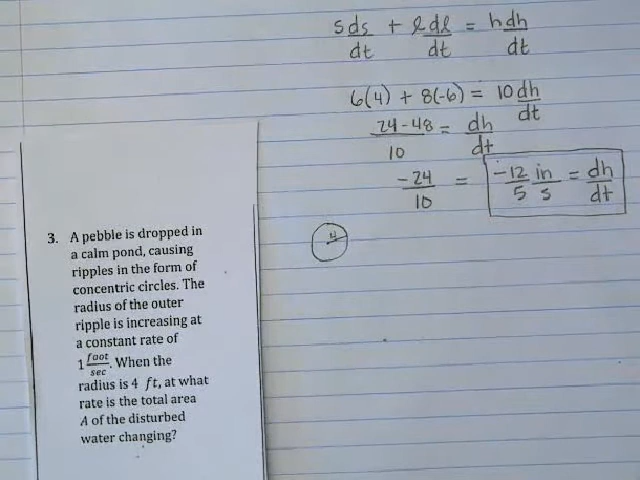 s ds/dt + l dl/dt = h dh/dt
6(4) + 8(-6) = 10 dh/dt
24-48/10 = dh/dt
-24/10 = -12/5 in/s = dh/dt
4
3. A pebble is dropped in
a calm pond, causing
ripples in the form of
concentric circles. The
radius of the outer
ripple is increasing at
a constant rate of
1 foot/sec. When the
radius is 4 ft, at what
rate is the total area
A of the disturbed
water changing?